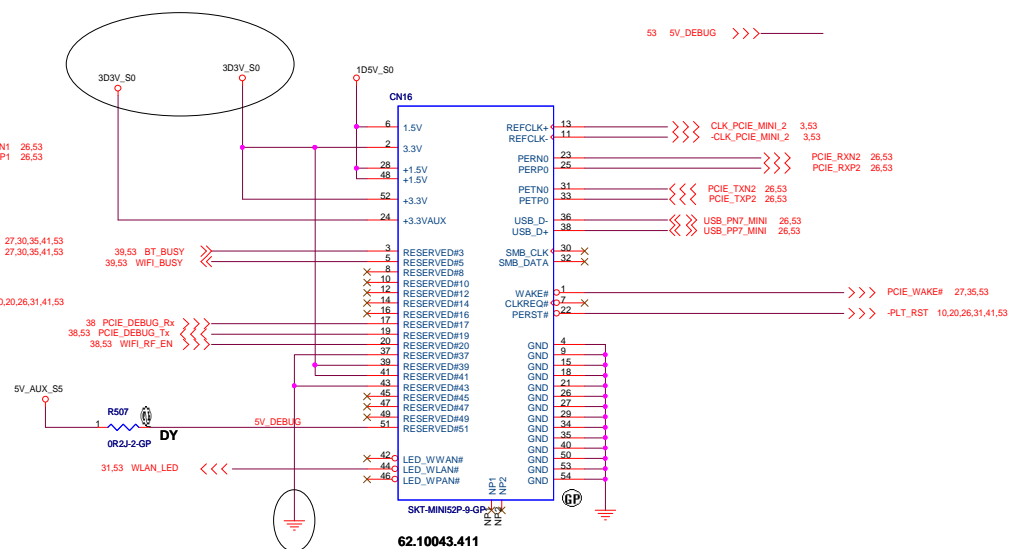 53 5V_DEBUG
3D3V_S0
3D3V_S0
1D5V_S0
CN16
6 1.5V
2 3.3V
28 +1.5V
48 +1.5V
52 +3.3V
24 +3.3VAUX
REFCLK+ 13 CLK_PCIE_MINI_2 3,53
REFCLK- 11 -CLK_PCIE_MINI_2 3,53
N1 26,53
P1 26,53
PERN0 23 PCIE_RXN2 26,53
PERP0 25 PCIE_RXP2 26,53
PETN0 31 PCIE_TXN2 26,53
PETP0 33 PCIE_TXP2 26,53
USB_D- 36 USB_PN7_MINI 26,53
USB_D+ 38 USB_PP7_MINI 26,53
27,30,35,41,53
27,30,35,41,53
39,53 BT_BUSY 3 RESERVED#3
39,53 WIFI_BUSY 5 RESERVED#5
8 RESERVED#8
10 RESERVED#10
12 RESERVED#12
14 RESERVED#14
16 RESERVED#16
SMB_CLK 30
SMB_DATA 32
WAKE# 1 PCIE_WAKE# 27,35,53
CLKREQ# 7
PERST# 22 -PLT_RST 10,20,26,31,41,53
0,20,26,31,41,53
38 PCIE_DEBUG_Rx 17 RESERVED#17
38,53 PCIE_DEBUG_Tx 19 RESERVED#19
38,53 WIFI_RF_EN 20 RESERVED#20
37 RESERVED#37
39 RESERVED#39
41 RESERVED#41
43 RESERVED#43
45 RESERVED#45
47 RESERVED#47
49 RESERVED#49
51 RESERVED#51
GND 4
GND 9
GND 15
GND 18
GND 21
GND 26
GND 27
GND 29
GND 34
GND 35
GND 40
GND 50
GND 53
GND 54
5V_AUX_S5
R507
1
DY
0R2J-2-GP
5V_DEBUG
42 LED_WWAN#
44 LED_WLAN#
46 LED_WPAN#
31,53 WLAN_LED
NP1
NP2
GP
SKT-MINI52P-9-GP
62.10043.411